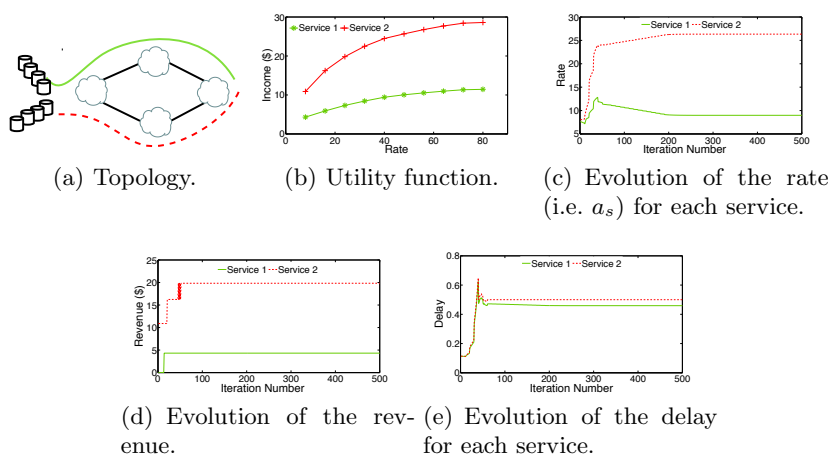 30
20
10
0
0 20 40 60 80 100
Income ($)
Rate
Service 1 Service 2
25
20
15
10
5
0 100 200 300 400 500
Rate
Iteration Number
Service 1 Service 2
(a) Topology.
(b) Utility function.
(c) Evolution of the rate
(i.e. a_s) for each service.
25
20
15
10
5
0
0 100 200 300 400 500
Revenue ($)
Iteration Number
Service 1 Service 2
0.8
0.6
0.4
0.2
0
0 100 200 300 400 500
Delay
Iteration Number
Service 1 Service 2
(d) Evolution of the rev-
enue.
(e) Evolution of the delay
for each service.